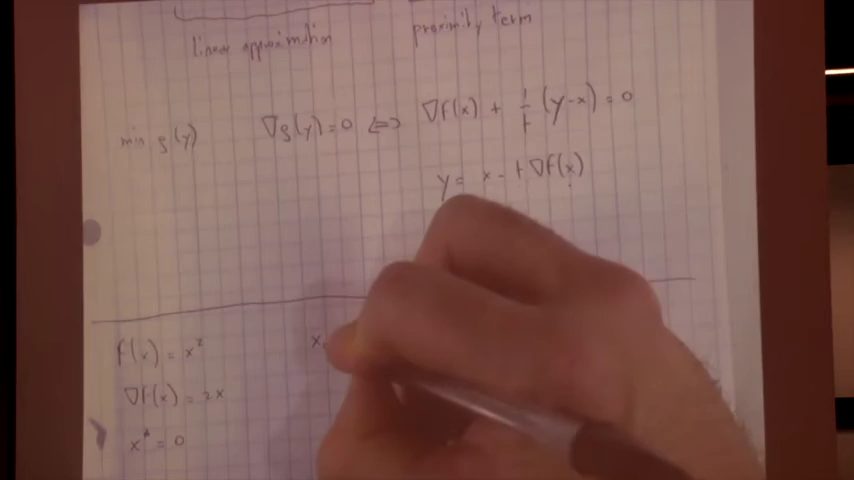 linear approximation proximity term
min g(y) ∇g(y)=0 ⇔ ∇f(x) + 1/t (y-x) = 0
y = x - t ∇f(x)
f(x) = x²
∇f(x) = 2x
x* = 0
x